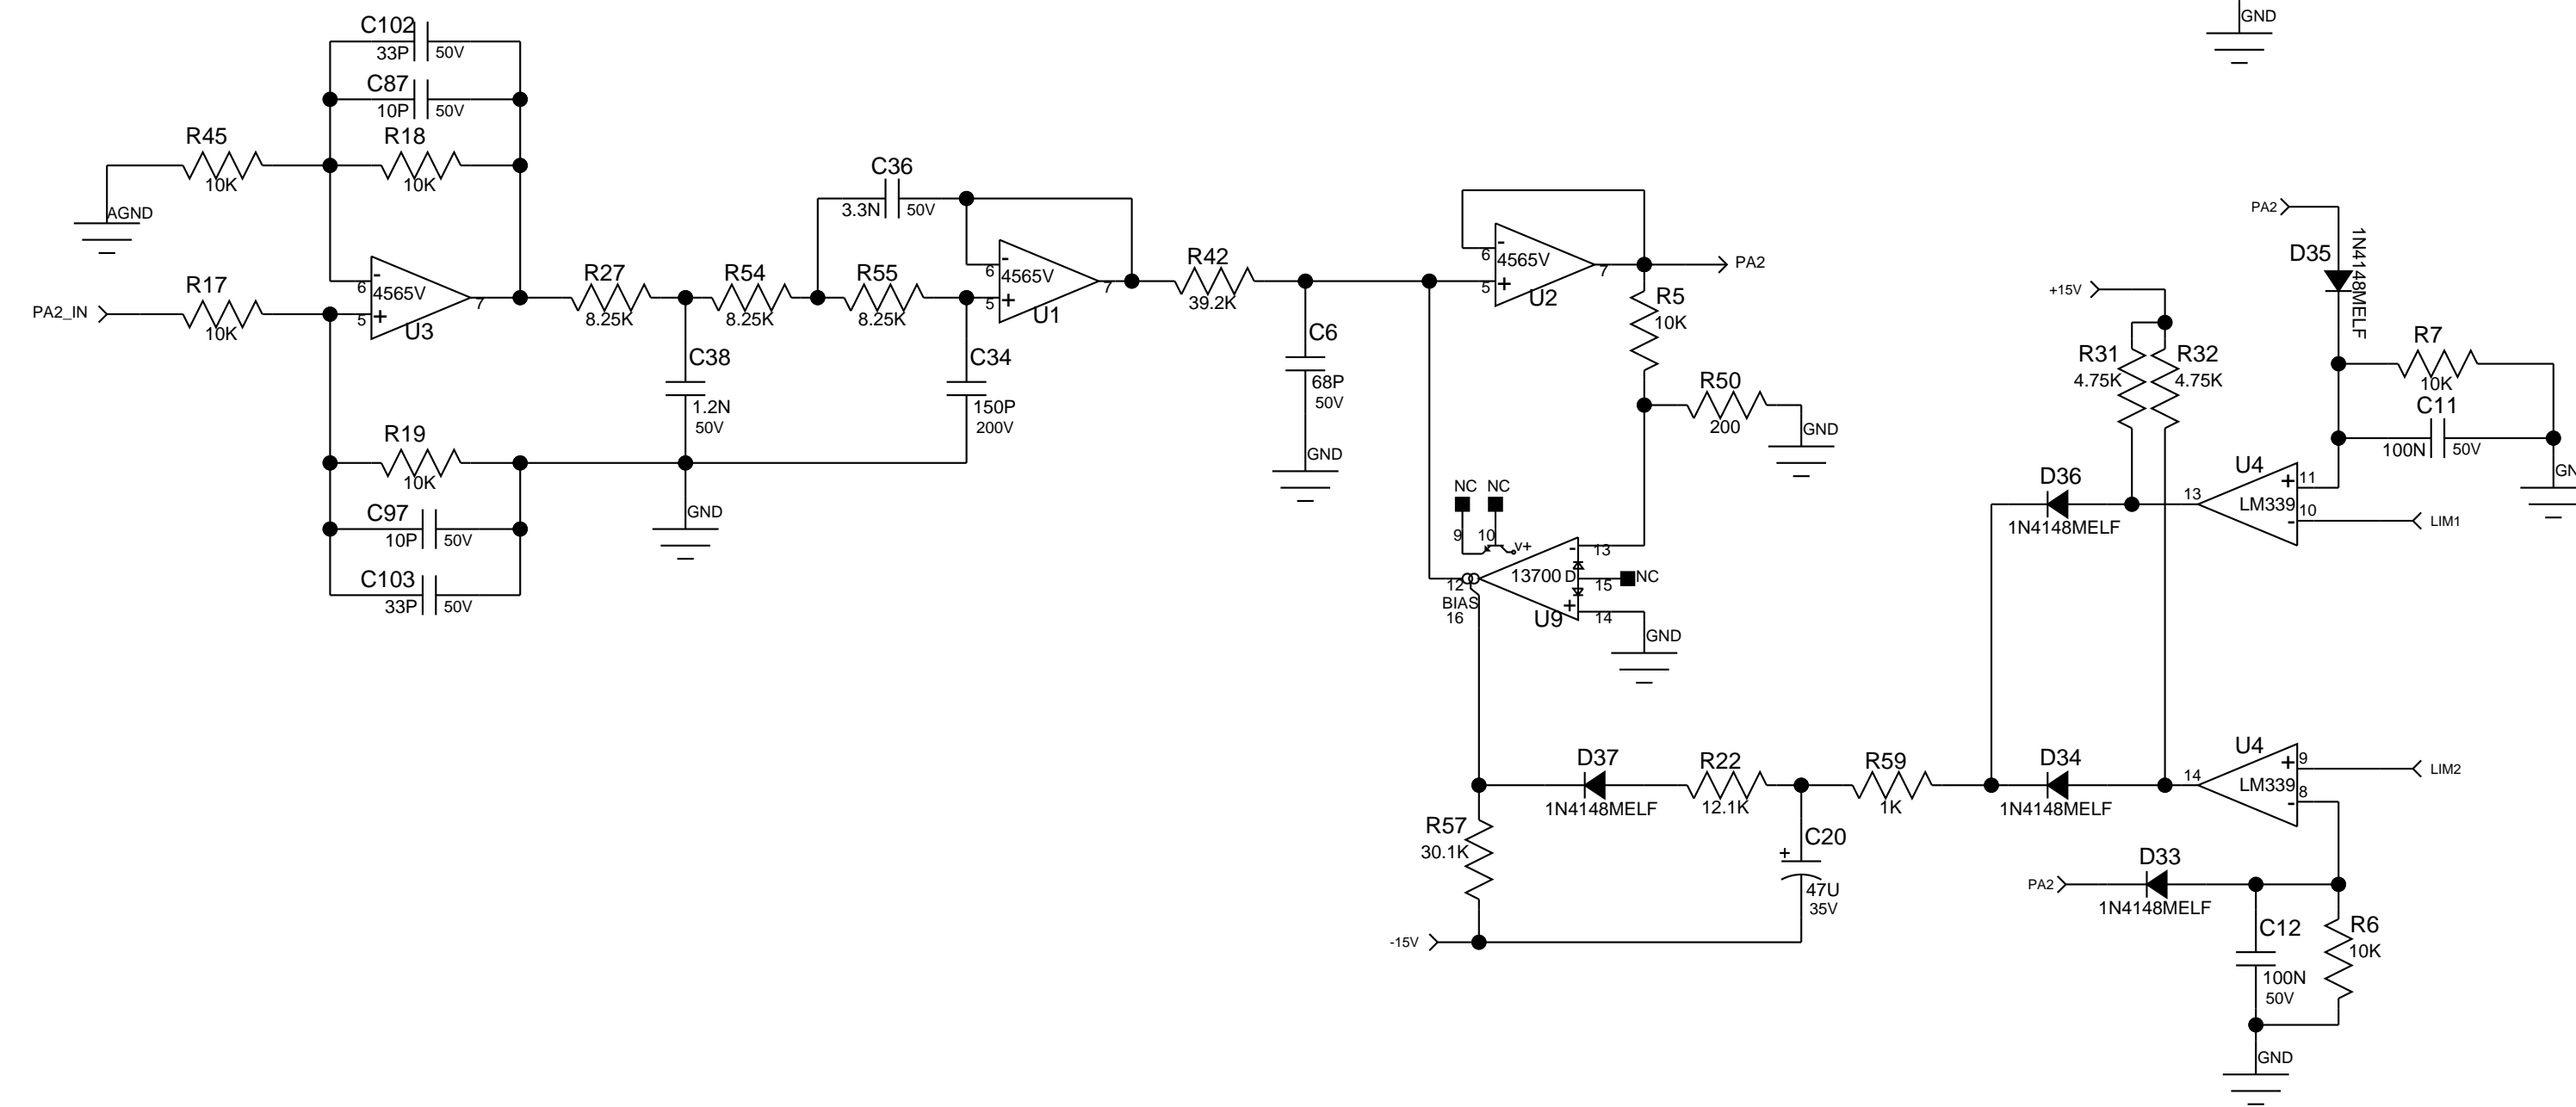 C102
33P
50V
C87
10P
50V
R45
10K
R18
10K
AGND
PA2_IN
R17
10K
-
6
4565V
7
5
+
U3
R19
10K
C97
10P
50V
C103
33P
50V
R27
8.25K
R54
8.25K
R55
8.25K
C36
3.3N
50V
C38
1.2N
50V
GND
C34
150P
200V
-
6
4565V
7
5
+
U1
R42
39.2K
C6
68P
50V
GND
-
6
4565V
7
5
+
U2
PA2
R5
10K
R50
200
GND
NC
NC
9
10
V+
-
13
13700
D
15
NC
12
BIAS
16
+
14
U9
GND
D37
1N4148MELF
R22
12.1K
R59
1K
R57
30.1K
+
C20
47U
35V
-15V
GND
PA2
D35
1N4148MELF
+15V
R31
4.75K
R32
4.75K
R7
10K
C11
100N
50V
GN
D36
1N4148MELF
13
U4
LM339
+
11
-
10
LIM1
D34
1N4148MELF
14
U4
LM339
+
9
-
8
LIM2
PA2
D33
1N4148MELF
C12
100N
50V
R6
10K
GND